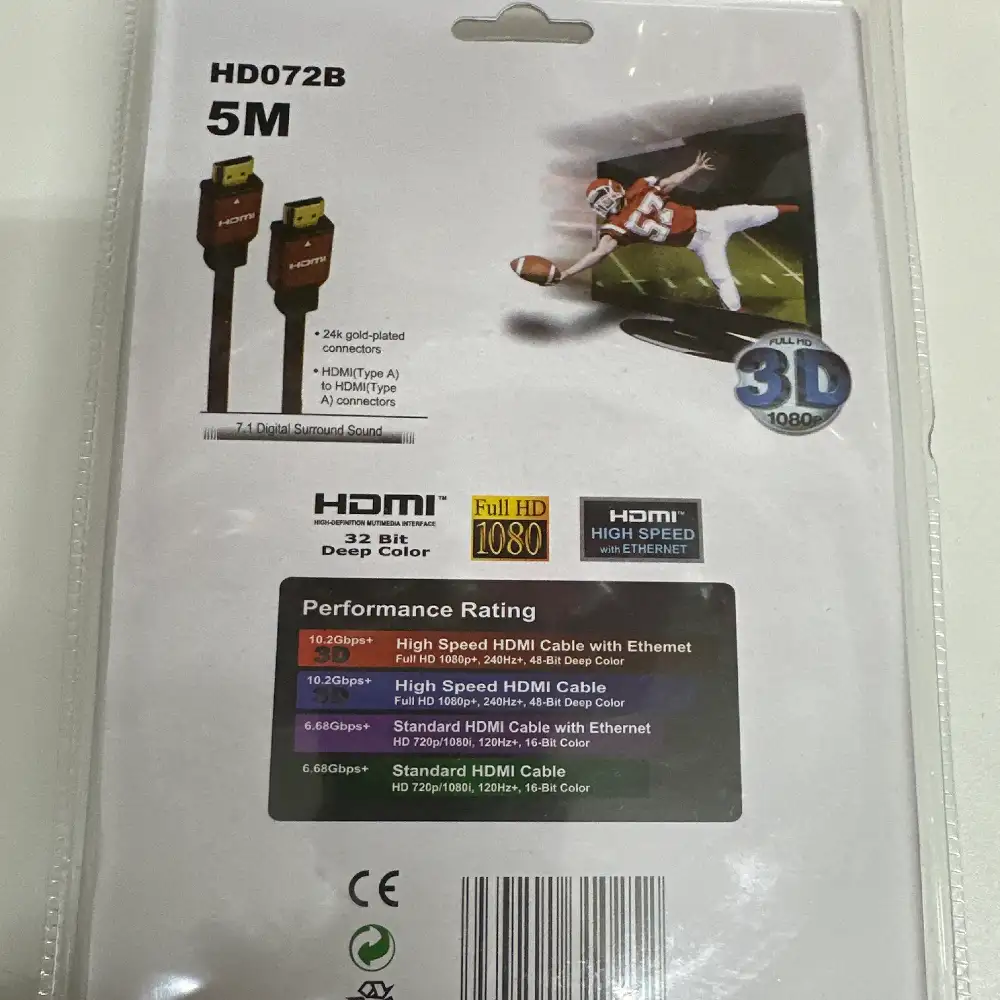 HD072B
5M
HDMI
HDMI
57
• 24k gold-plated
connectors
• HDMI(Type A)
to HDMI(Type
A) connectors
7.1 Digital Surround Sound
FULL HD
3D
1080P
HDMI™
HIGH-DEFINITION MUTIMEDIA INTERFACE
32 Bit
Deep Color
Full HD
1080
HDMI™
HIGH SPEED
with ETHERNET
Performance Rating
10.2Gbps+
3D
High Speed HDMI Cable with Ethemet
Full HD 1080p+, 240Hz+, 48-Bit Deep Color
10.2Gbps+
3D
High Speed HDMI Cable
Full HD 1080p+, 240Hz+, 48-Bit Deep Color
6.68Gbps+
Standard HDMI Cable with Ethernet
HD 720p/1080i, 120Hz+, 16-Bit Color
6.68Gbps+
Standard HDMI Cable
HD 720p/1080i, 120Hz+, 16-Bit Color
CE